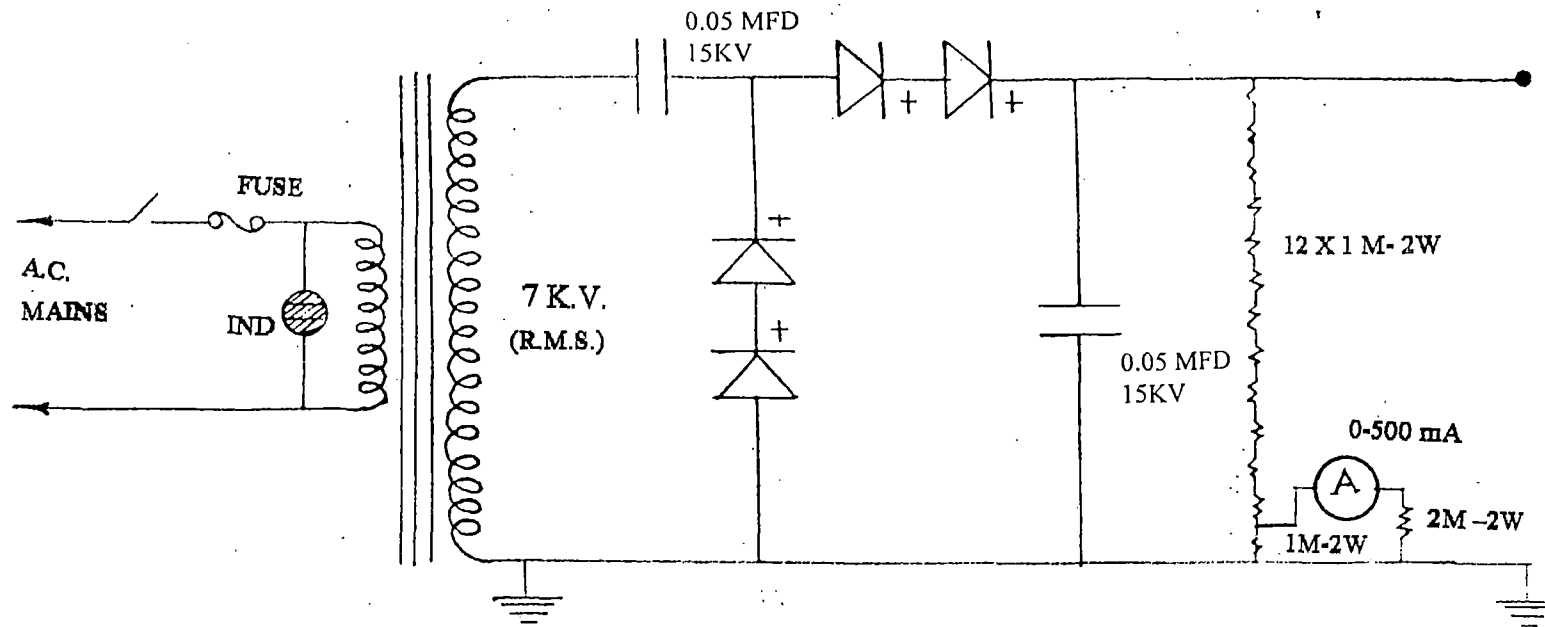 0.05 MFD
15KV
FUSE
A.C.
MAINS
IND
7 K.V.
(R.M.S.)
+
+
+
+
12 X 1 M- 2W
0.05 MFD
15KV
0-500 mA
A
2M –2W
1M-2W